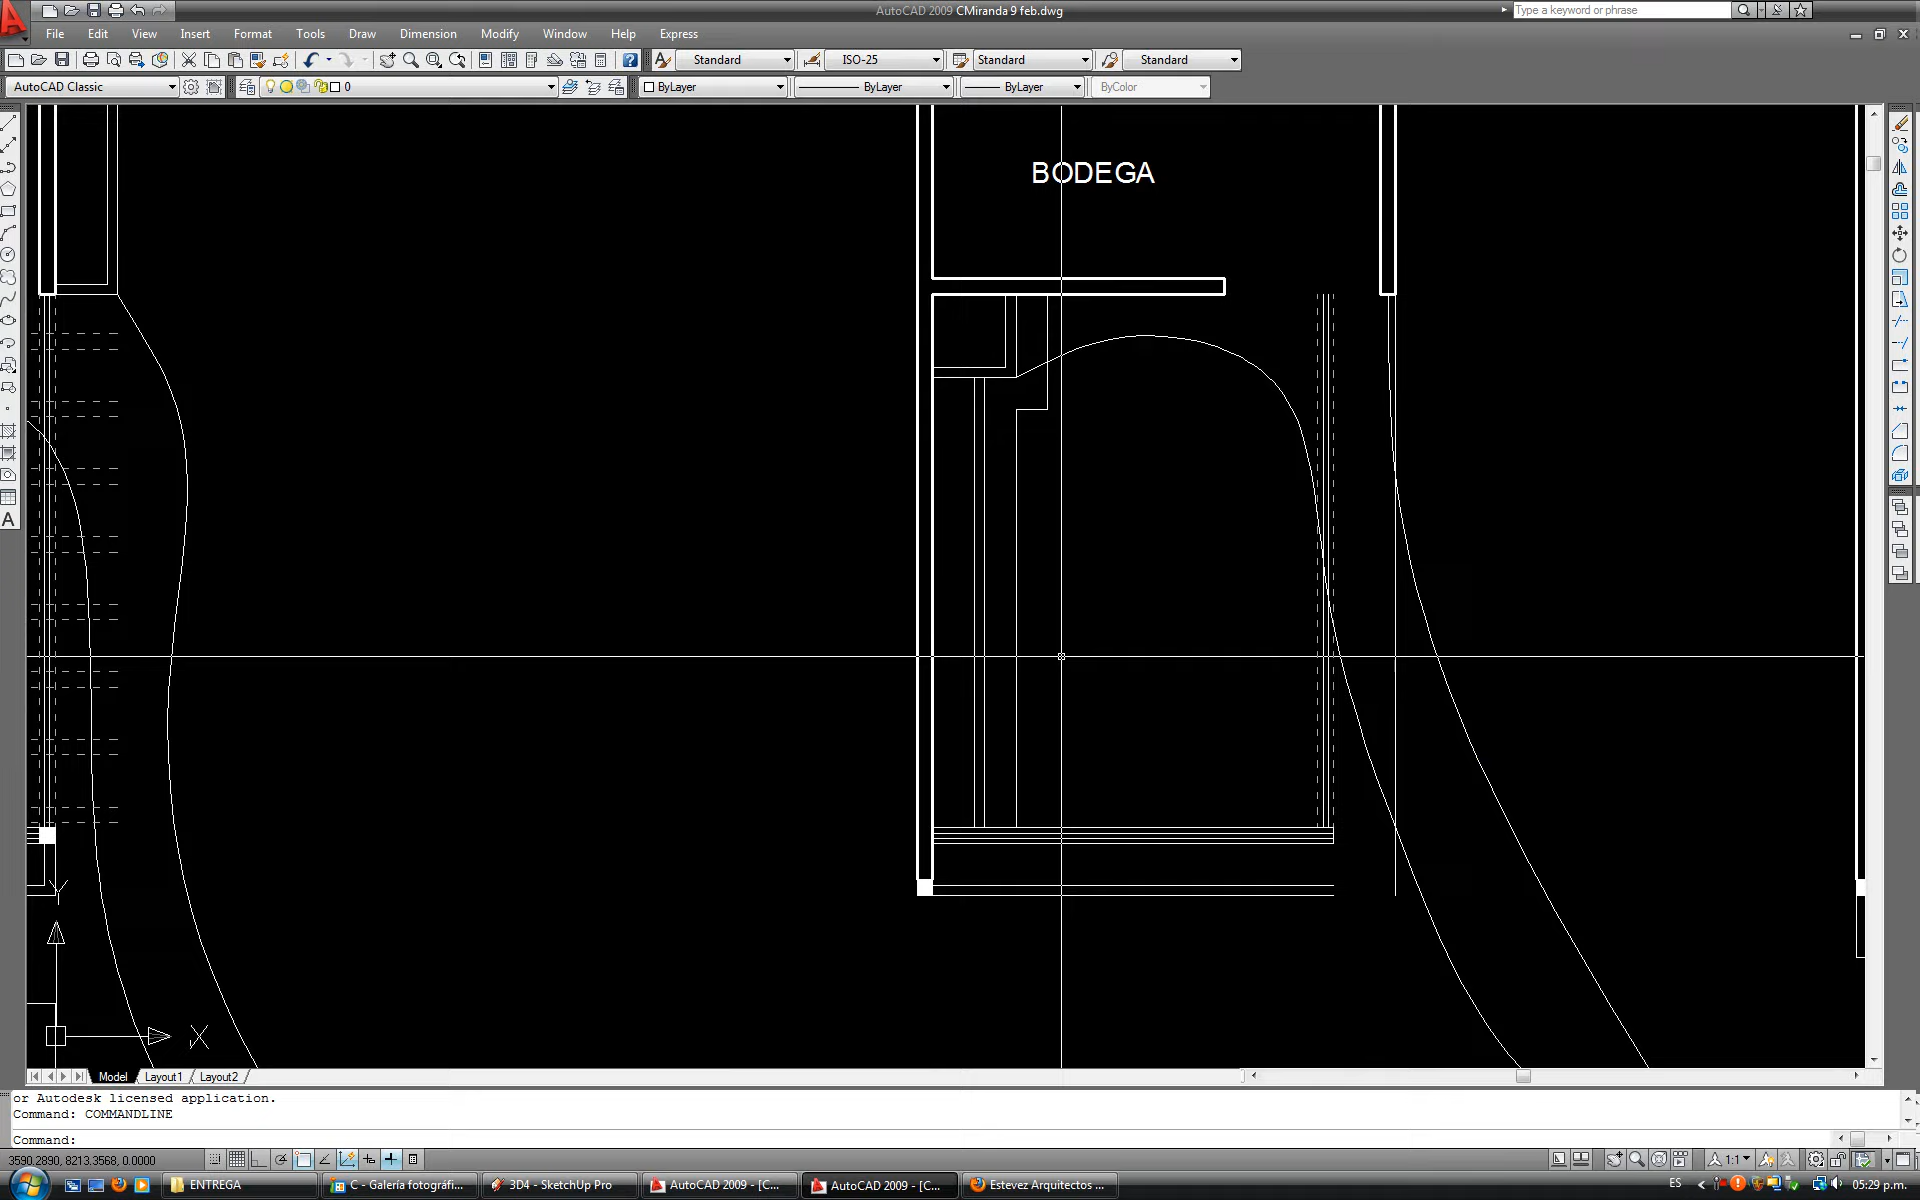 AutoCAD 2009 CMiranda 9 feb.dwg
Type a keyword or phrase
File Edit View Insert Format Tools Draw Dimension Modify Window Help Express
Standard ISO-25 Standard Standard
AutoCAD Classic 0 ByLayer ByLayer ByLayer ByColor
BODEGA
A
Y
X
Model Layout1 Layout2
or Autodesk licensed application.
Command: COMMANDLINE
Command:
3590.2890, 8213.3568, 0.0000
1:1
ENTREGA C - Galería fotográfi... 3D4 - SketchUp Pro AutoCAD 2009 - [C... AutoCAD 2009 - [C... Estevez Arquitectos ... ES 05:29 p.m.